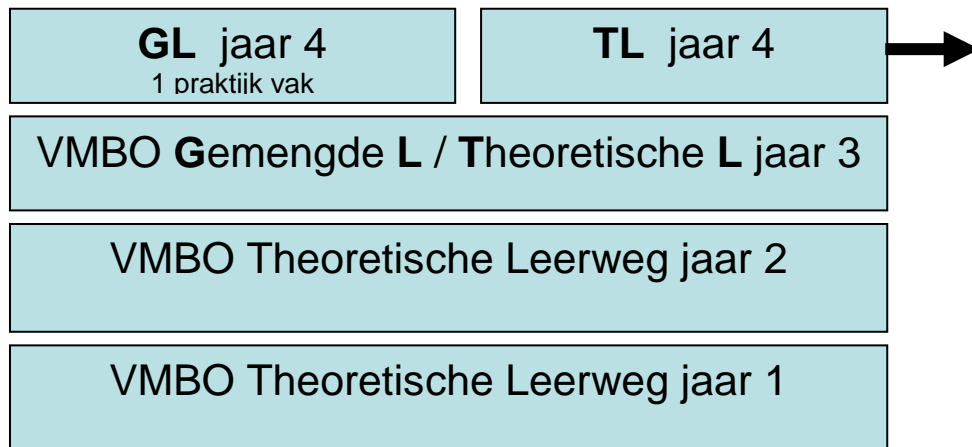 GL jaar 4
1 praktijk vak
TL jaar 4
VMBO Gemengde L / Theoretische L jaar 3
VMBO Theoretische Leerweg jaar 2
VMBO Theoretische Leerweg jaar 1